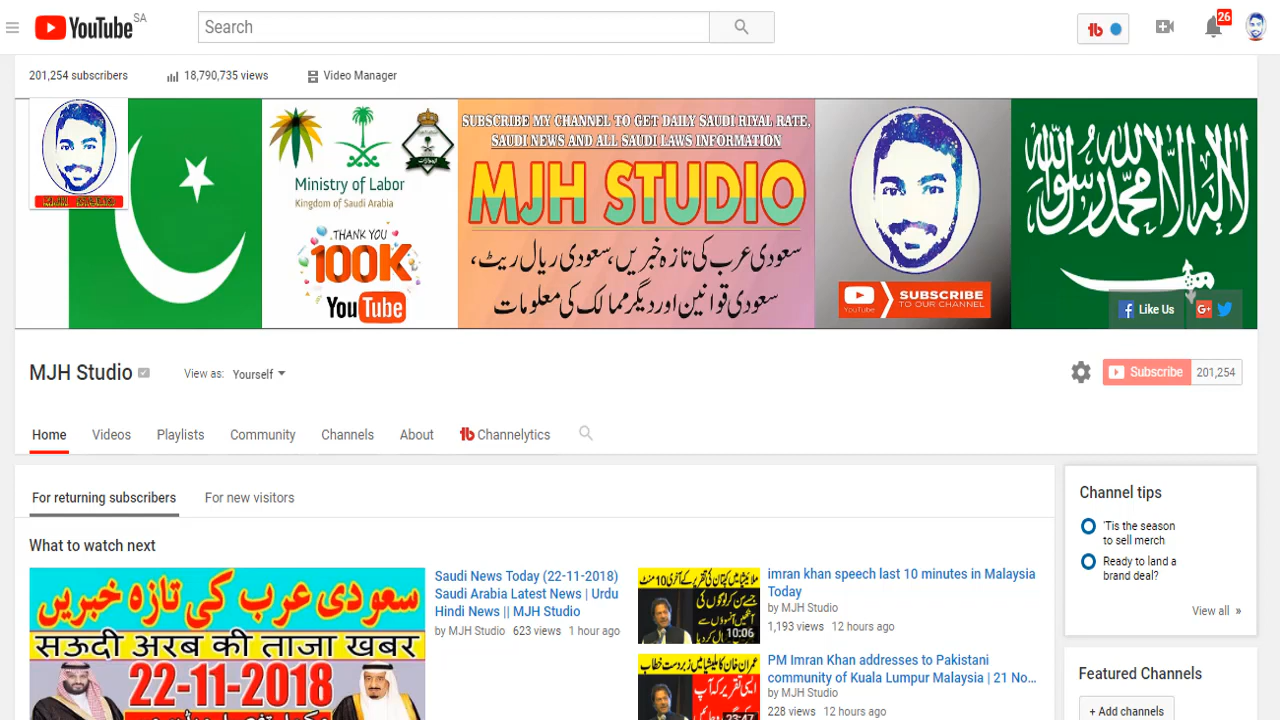 YouTube SA
Search
26
201,254 subscribers
18,790,735 views
Video Manager
MJH STUDIO
Ministry of Labor
Kingdom of Saudi Arabia
THANK YOU
100K
YouTube
SUBSCRIBE MY CHANNEL TO GET DAILY SAUDI RIYAL RATE,
SAUDI NEWS AND ALL SAUDI LAWS INFORMATION
MJH STUDIO
سعودی عرب کی تازہ خبریں، سعودی ریال ریٹ،
سعودی قوانین اور دیگر ممالک کی معلومات
YouTube
SUBSCRIBE
TO OUR CHANNEL
لا إله إلا الله محمد رسول الله
Like Us
G+
MJH Studio
View as: Yourself
Subscribe 201,254
Home
Videos
Playlists
Community
Channels
About
Channelytics
For returning subscribers
For new visitors
What to watch next
سعودی عرب کی تازہ خبریں
सऊदी अरब की ताजा खबर
22-11-2018
Saudi News Today (22-11-2018)
Saudi Arabia Latest News | Urdu
Hindi News || MJH Studio
by MJH Studio 623 views 1 hour ago
10:06
imran khan speech last 10 minutes in Malaysia
Today
by MJH Studio
1,193 views 12 hours ago
عمران خان کا ملیشیا میں زبردست خطاب
23:47
PM Imran Khan addresses to Pakistani
community of Kuala Lumpur Malaysia | 21 No...
by MJH Studio
228 views 12 hours ago
Channel tips
'Tis the season
to sell merch
Ready to land a
brand deal?
View all »
Featured Channels
+ Add channels